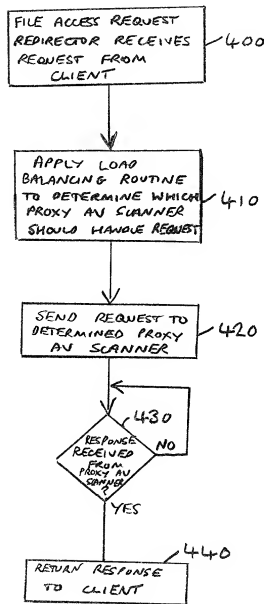 FILE ACCESS REQUEST
REDIRECTOR RECEIVES
REQUEST FROM
CLIENT
400
APPLY LOAD
BALANCING ROUTINE
TO DETERMINE WHICH
PROXY AV SCANNER
SHOULD HANDLE REQUEST
410
SEND REQUEST TO
DETERMINED PROXY
AV SCANNER
420
430
RESPONSE
RECEIVED
FROM
PROXY AV
SCANNER
?
NO
YES
440
RETURN RESPONSE
TO CLIENT